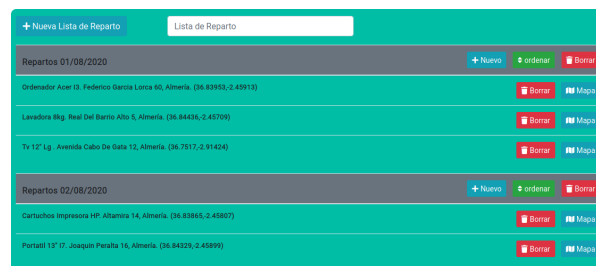 Nueva Lista de Reparto Lista de Reparto
Repartos 01/08/2020 Nuevo ordenar Borrar
Ordenador Acer I3. Federico García Lorca 60, Almería. (36.83953,-2.45913) Borrar Mapa
Lavadora 8kg. Real Del Barrio Alto 5, Almería. (36.84436,-2.45709) Borrar Mapa
Tv 12" Lg . Avenida Cabo De Gata 12, Almería. (36.7517,-2.91424) Borrar Mapa
Repartos 02/08/2020 Nuevo ordenar Borrar
Cartuchos Impresora HP. Altamira 14, Almería. (36.83865,-2.45807) Borrar Mapa
Portatil 13" I7. Joaquin Peralta 16, Almería. (36.84329,-2.45899) Borrar Mapa